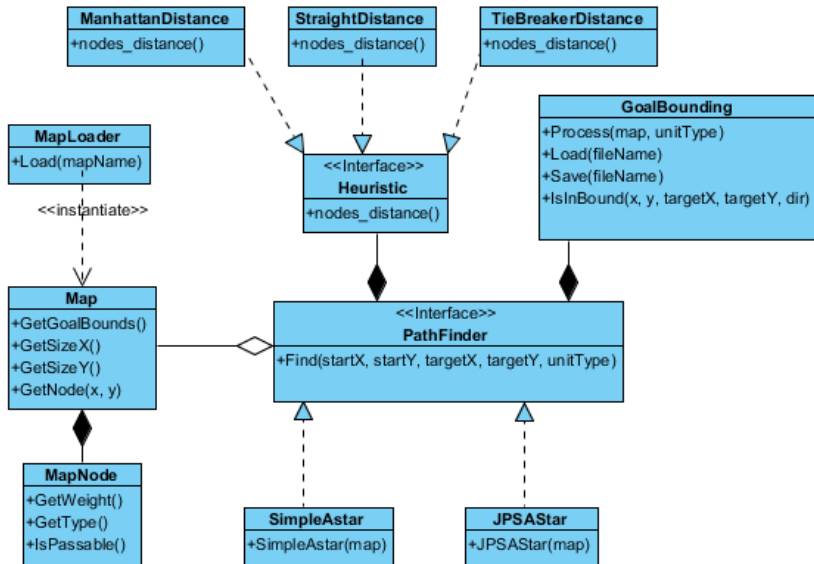 ManhattanDistance
+nodes_distance()
StraightDistance
+nodes_distance()
TieBreakerDistance
+nodes_distance()
GoalBounding
+Process(map, unitType)
+Load(fileName)
+Save(fileName)
+IsInBound(x, y, targetX, targetY, dir)
MapLoader
+Load(mapName)
<<instantiate>>
<<Interface>>
Heuristic
+nodes_distance()
Map
+GetGoalBounds()
+GetSizeX()
+GetSizeY()
+GetNode(x, y)
<<Interface>>
PathFinder
+Find(startX, startY, targetX, targetY, unitType)
MapNode
+GetWeight()
+GetType()
+IsPassable()
SimpleAstar
+SimpleAstar(map)
JPSAStar
+JPSAStar(map)